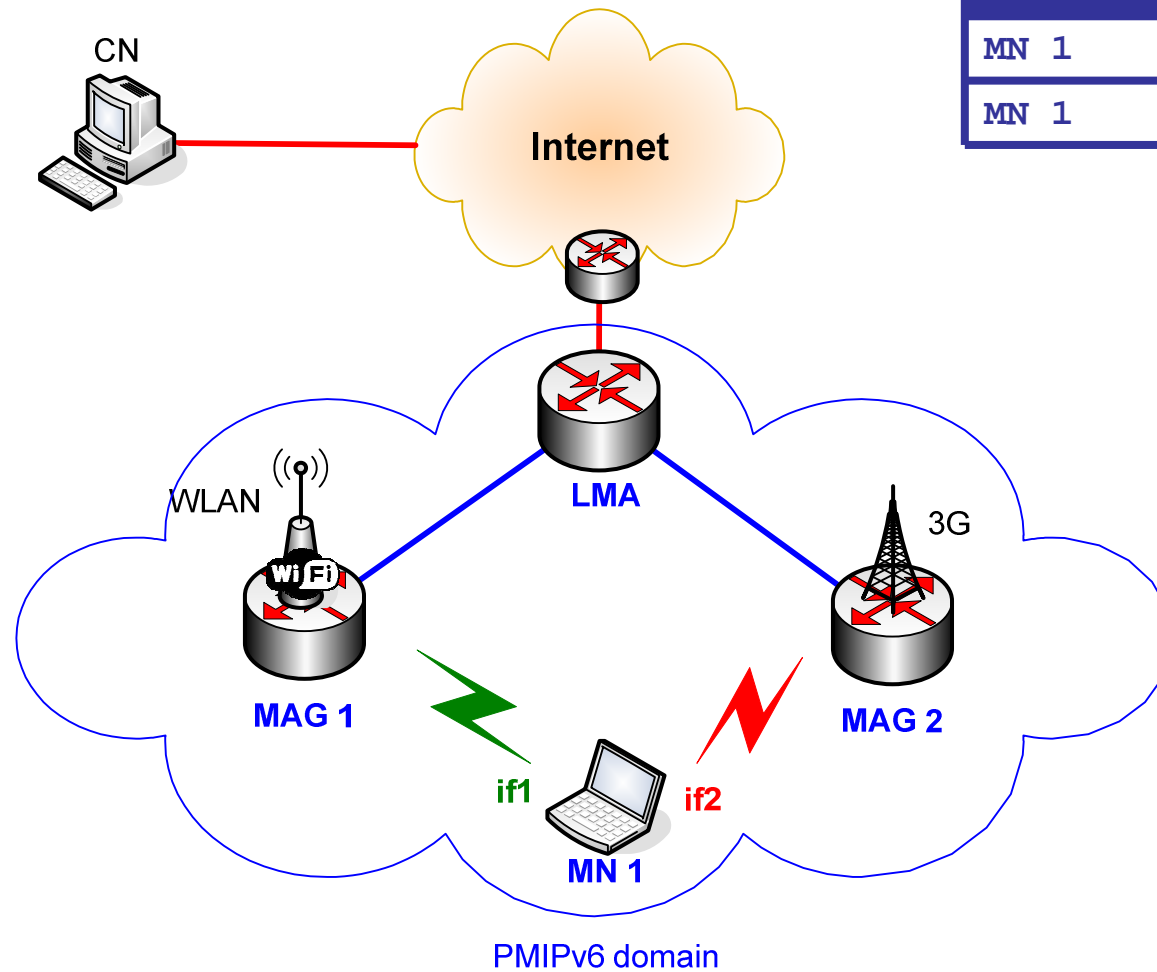 CN
MN 1
MN 1
Internet
LMA
WLAN
3G
Wi Fi
MAG 1
MAG 2
if1
if2
MN 1
PMIPv6 domain